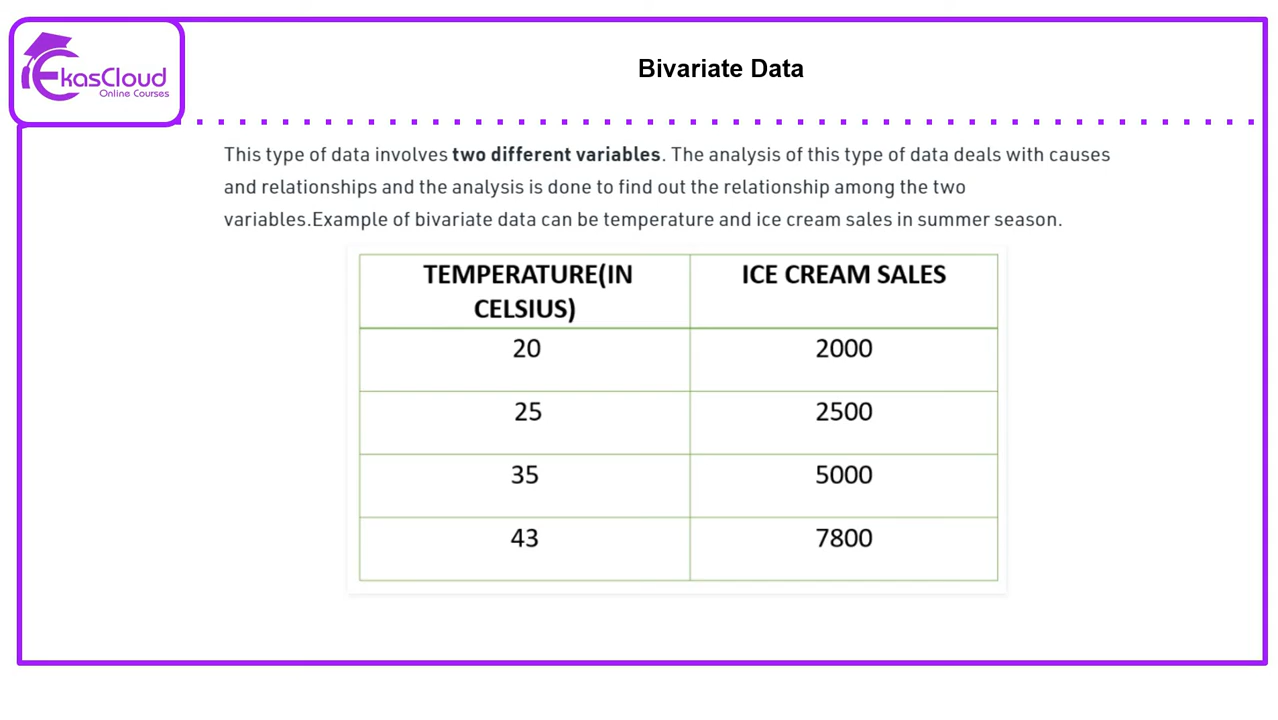 EkasCloud
Online Courses
Bivariate Data
This type of data involves two different variables. The analysis of this type of data deals with causes
and relationships and the analysis is done to find out the relationship among the two
variables.Example of bivariate data can be temperature and ice cream sales in summer season.
TEMPERATURE(IN CELSIUS) ICE CREAM SALES
20 2000
25 2500
35 5000
43 7800